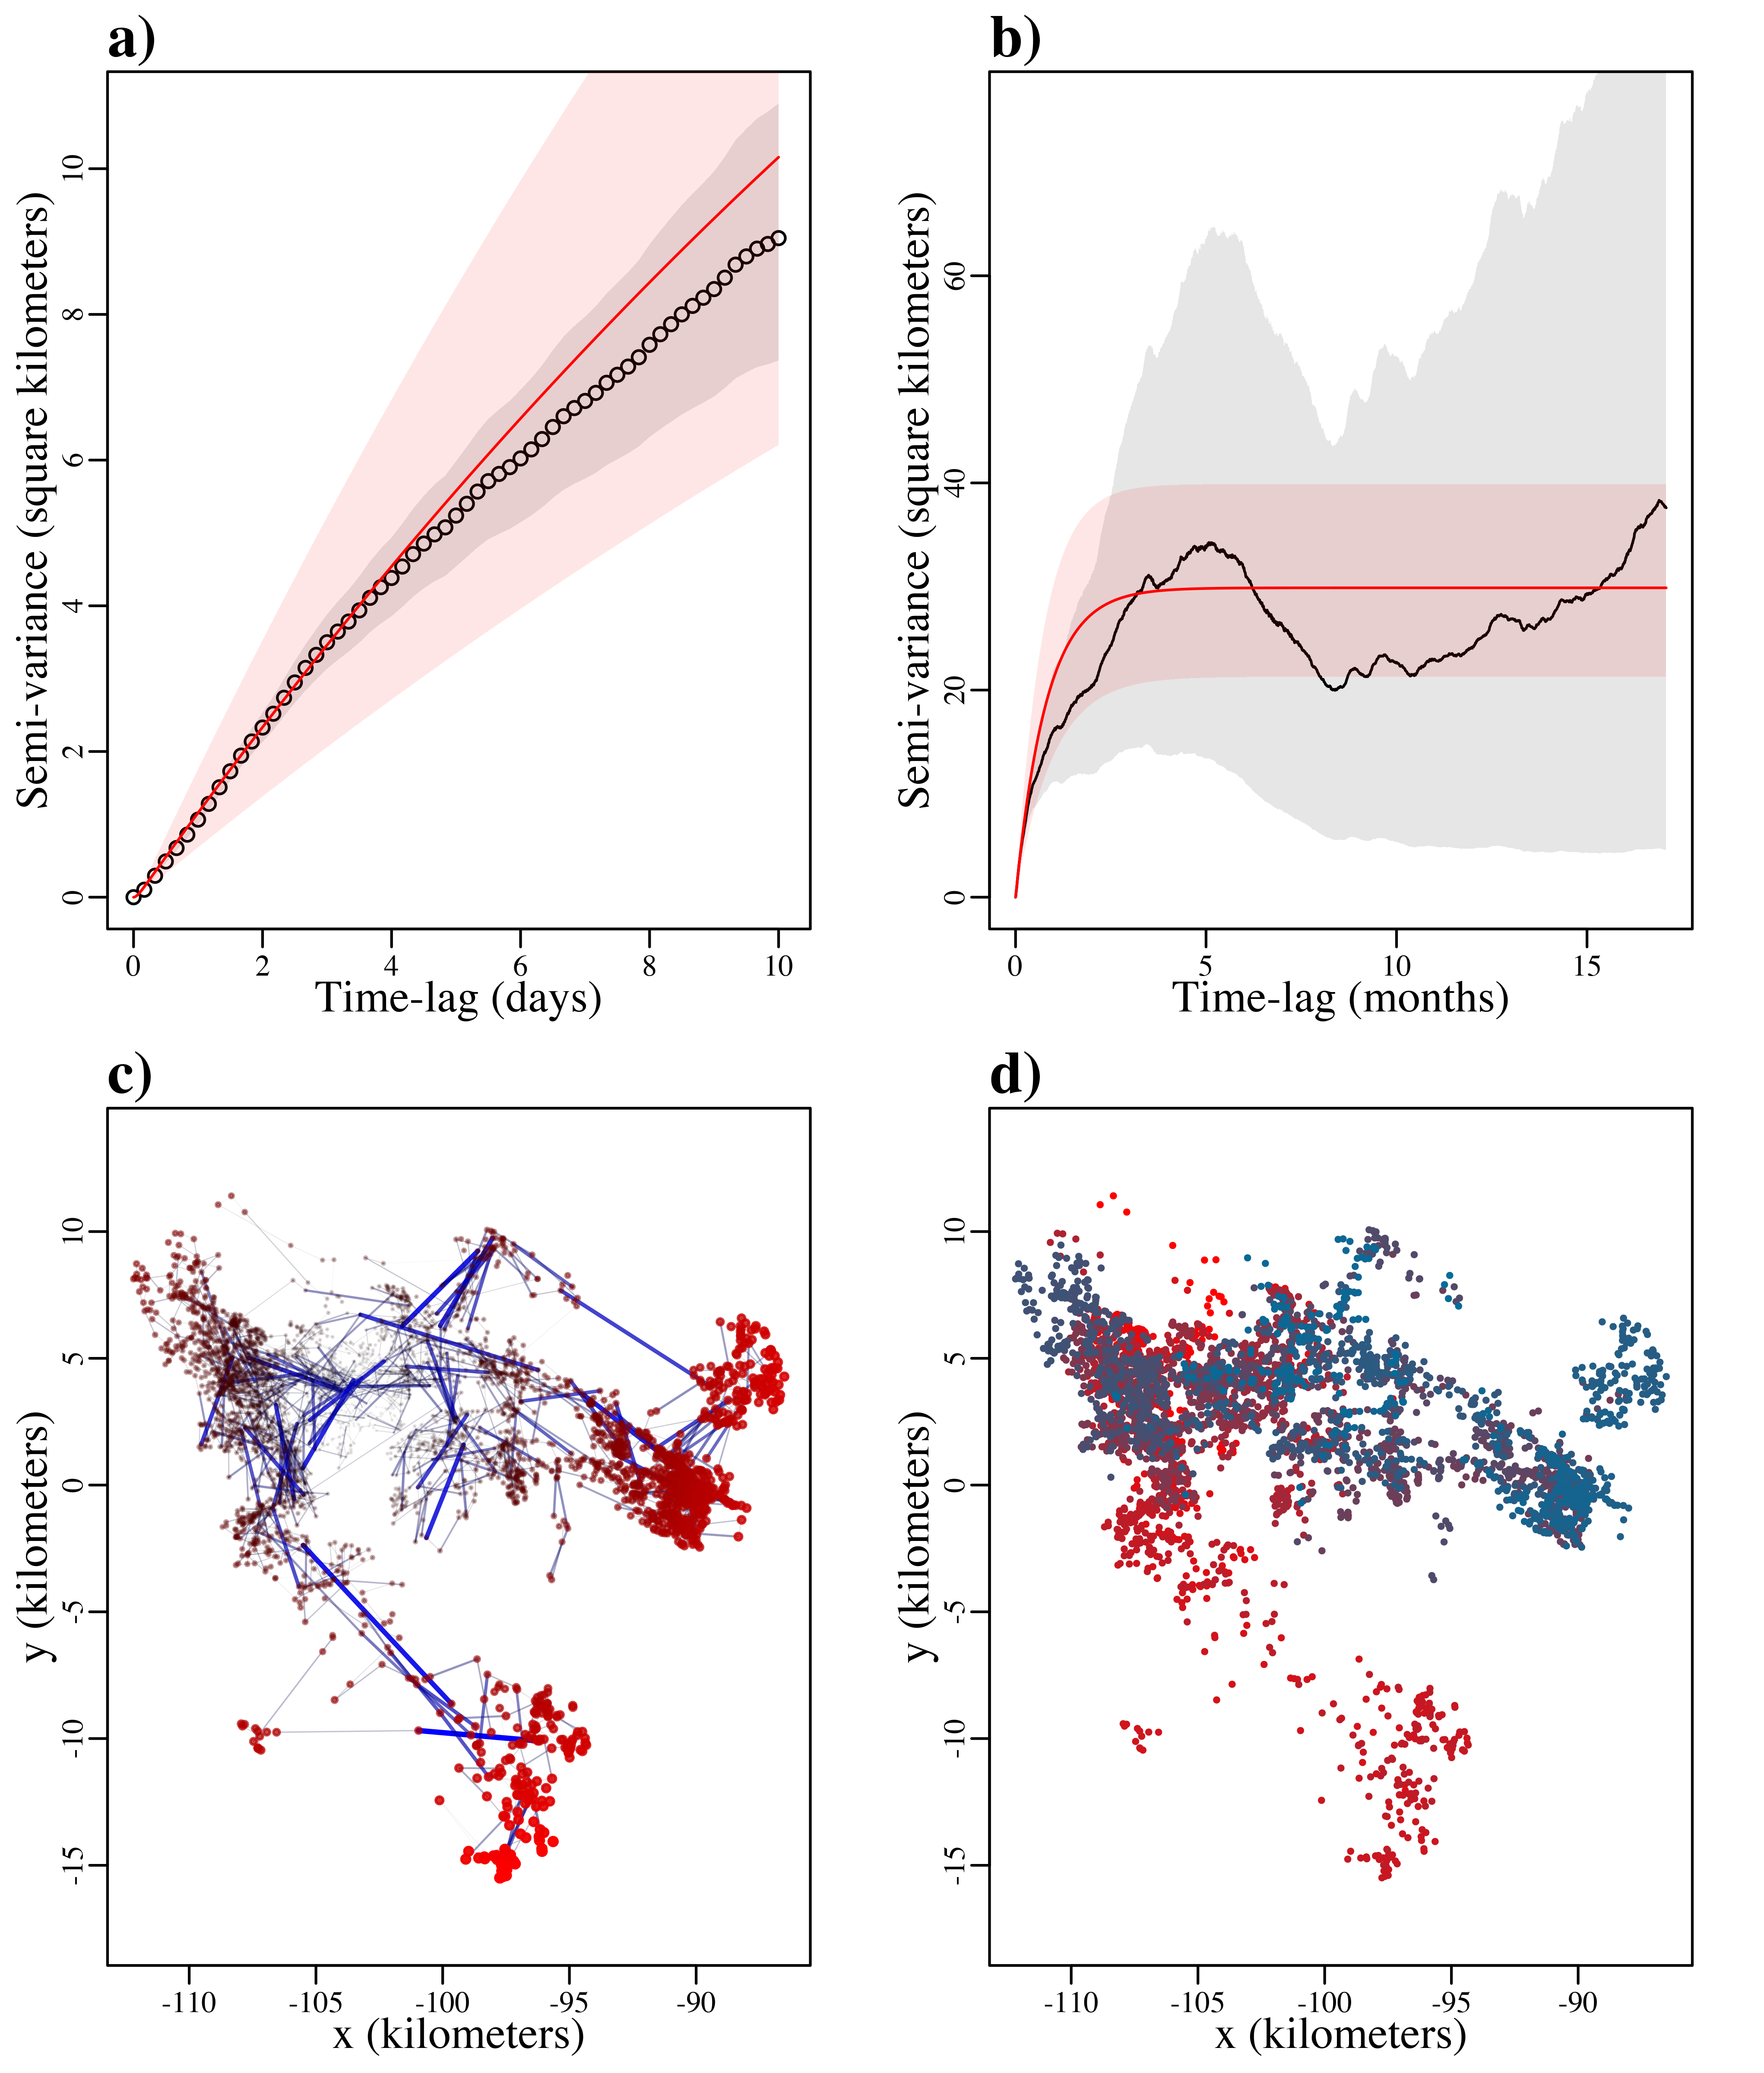 a)
Semi-variance (square kilometers)
0 2 4 6 8 10
0 2 4 6 8 10
Time-lag (days)
b)
Semi-variance (square kilometers)
0 20 40 60
0 5 10 15
Time-lag (months)
c)
y (kilometers)
-15 -10 -5 0 5 10
-110 -105 -100 -95 -90
x (kilometers)
d)
y (kilometers)
-15 -10 -5 0 5 10
-110 -105 -100 -95 -90
x (kilometers)